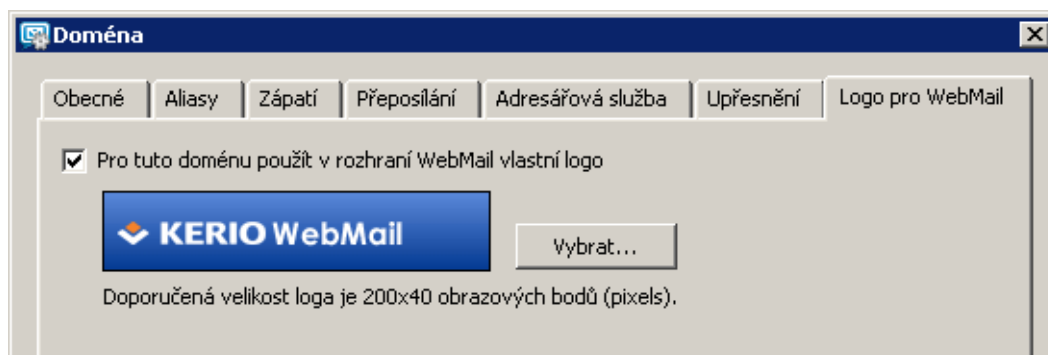 Doména
Obecné Aliasy Zápatí Přeposílání Adresářová služba Upřesnění Logo pro WebMail
Pro tuto doménu použít v rozhraní WebMail vlastní logo
KERIO WebMail
Vybrat...
Doporučená velikost loga je 200x40 obrazových bodů (pixels).